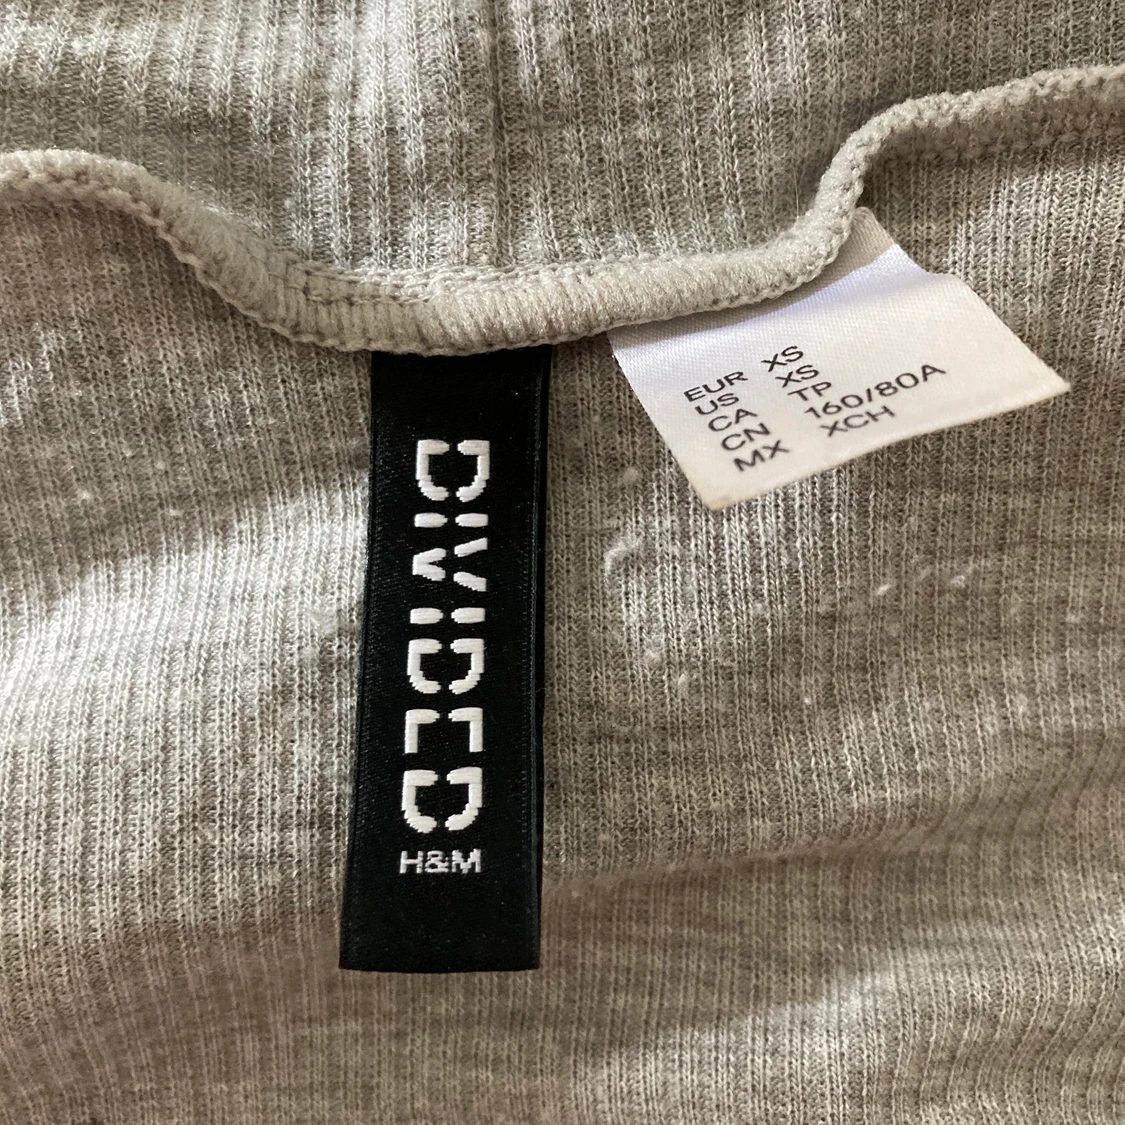 DIVIDED
H&M
EUR XS
US XS
CA TP
CN 160/80A
MX XCH